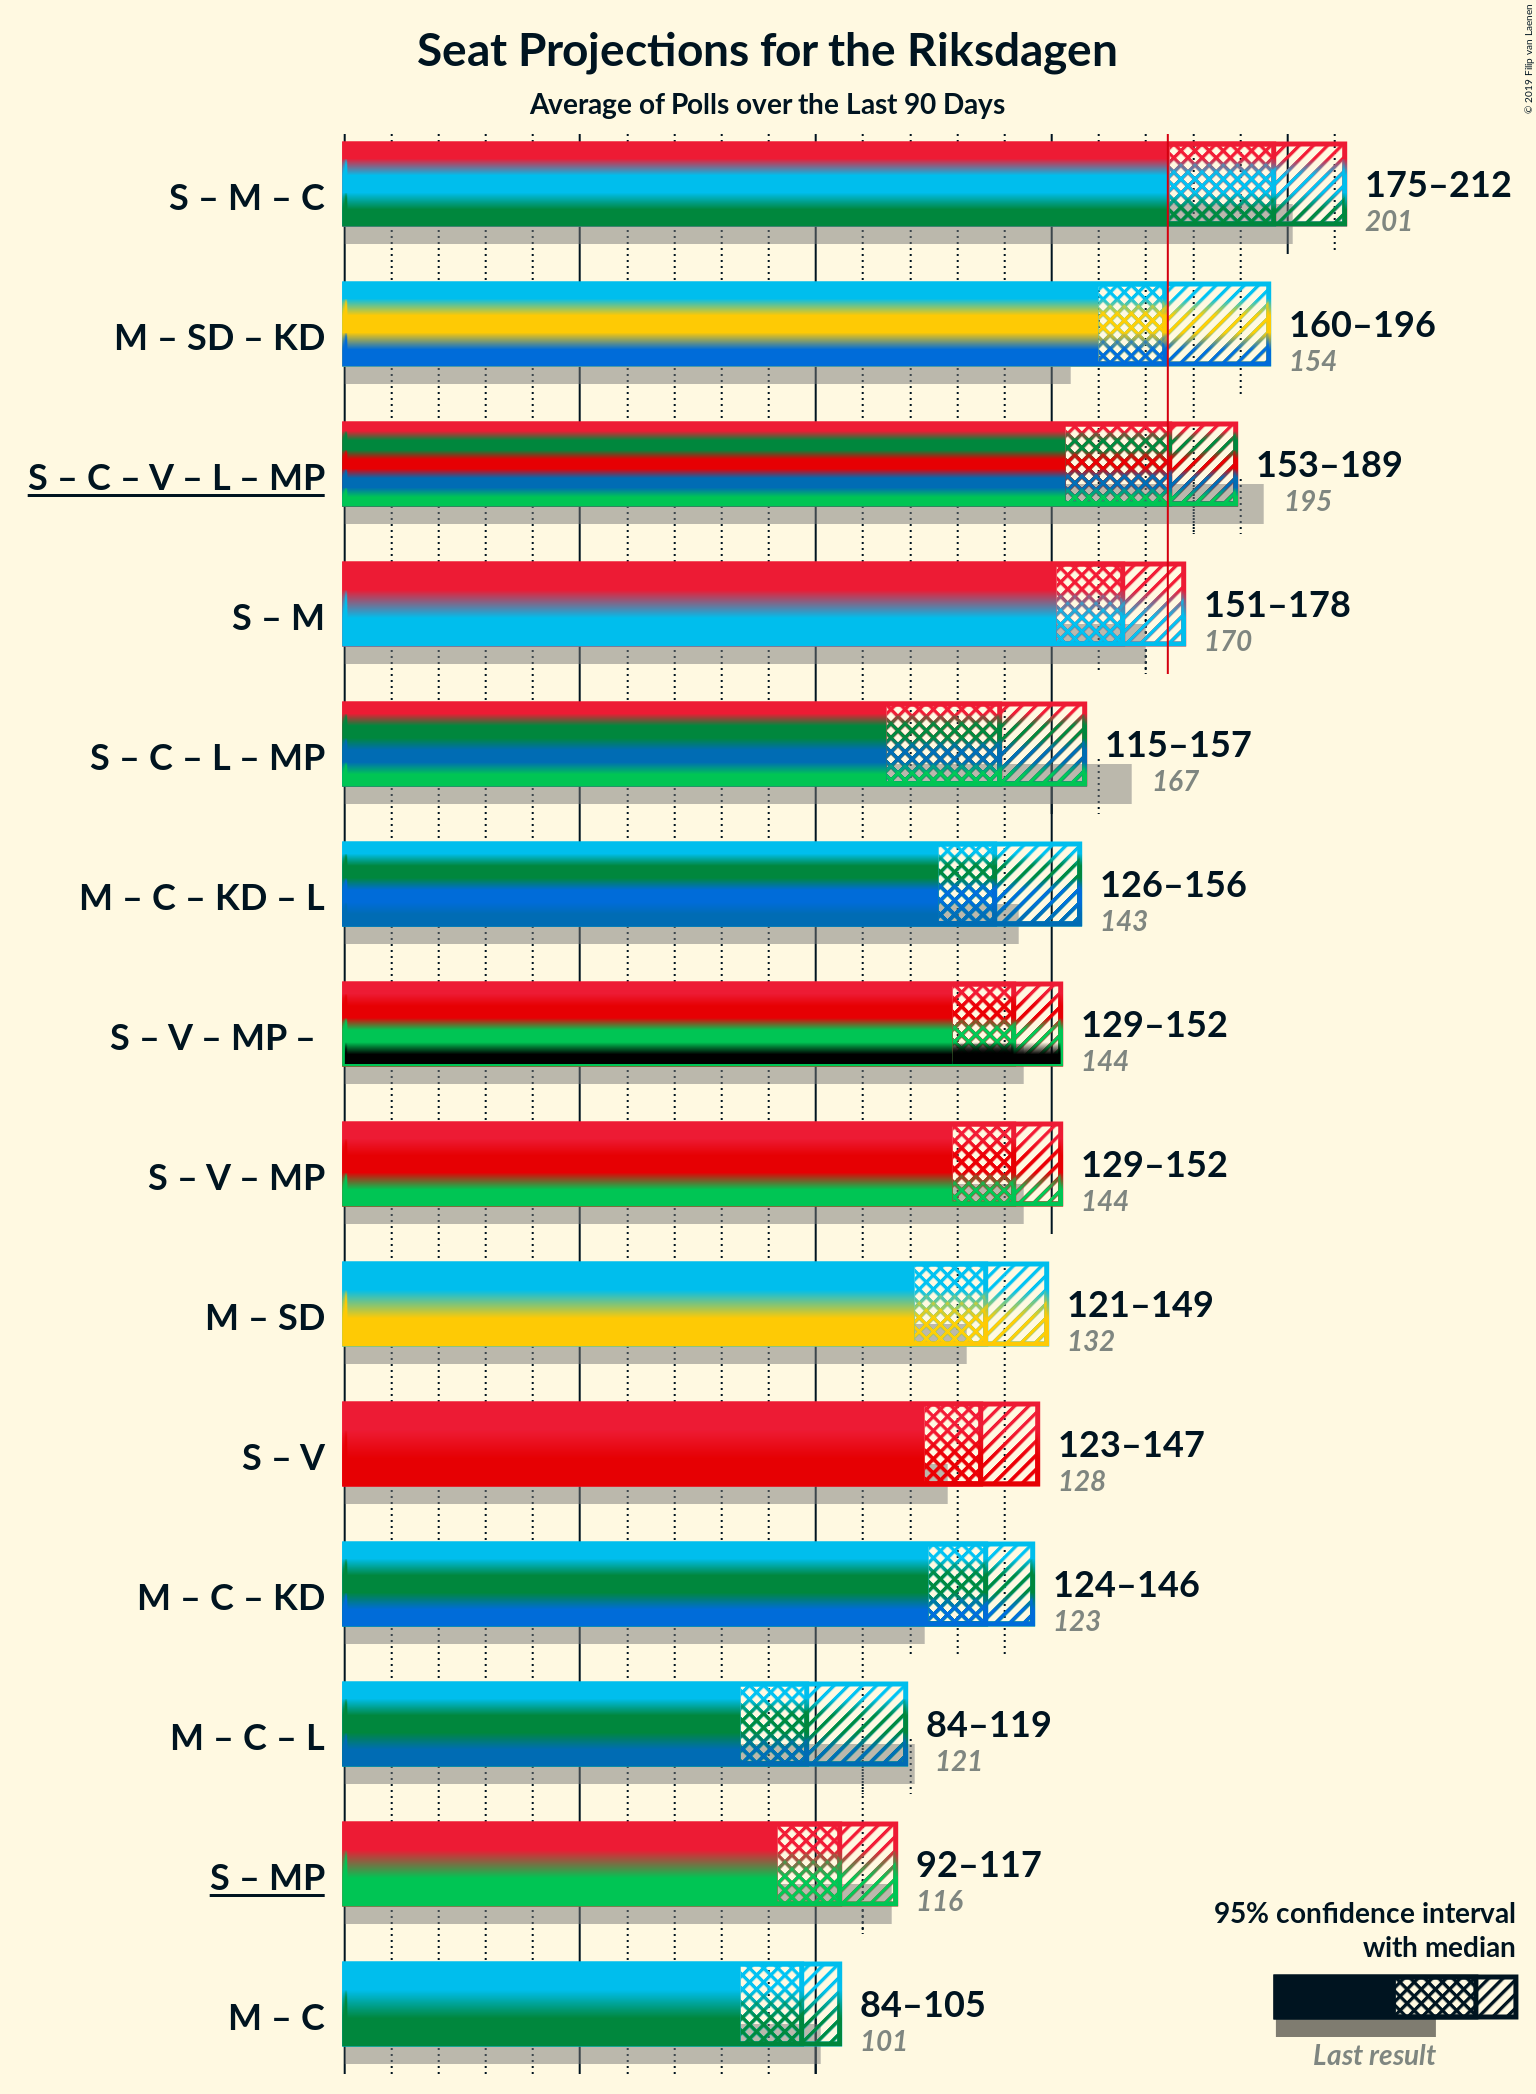 Seat Projections for the Riksdagen
Average of Polls over the Last 90 Days
© 2019 Filip van Laenen
S – M – C
175–212
201
M – SD – KD
160–196
154
S – C – V – L – MP
153–189
195
S – M
151–178
170
S – C – L – MP
115–157
167
M – C – KD – L
126–156
143
S – V – MP –
129–152
144
S – V – MP
129–152
144
M – SD
121–149
132
S – V
123–147
128
M – C – KD
124–146
123
M – C – L
84–119
121
S – MP
92–117
116
M – C
84–105
101
95% confidence interval
with median
Last result